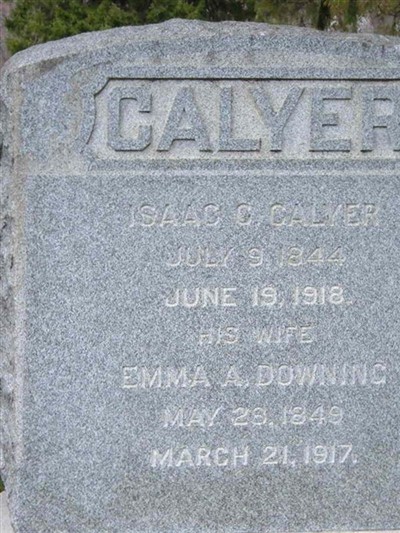 CALYER
ISAAC C. CALYER
JULY 9, 1844
JUNE 19, 1918.
HIS WIFE
EMMA A. DOWNING
MAY 23, 1849
MARCH 21, 1917.